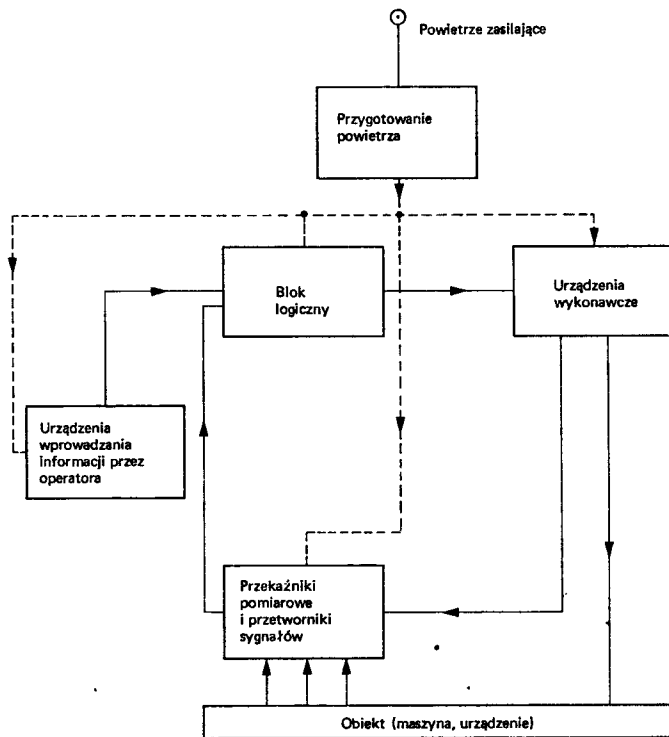 Powietrze zasilające
Przygotowanie
powietrza
Blok
logiczny
Urządzenia
wykonawcze
Urządzenia
wprowadzania
informacji przez
operatora
Przekaźniki
pomiarowe
i przetworniki
sygnałów
Obiekt (maszyna, urządzenie)